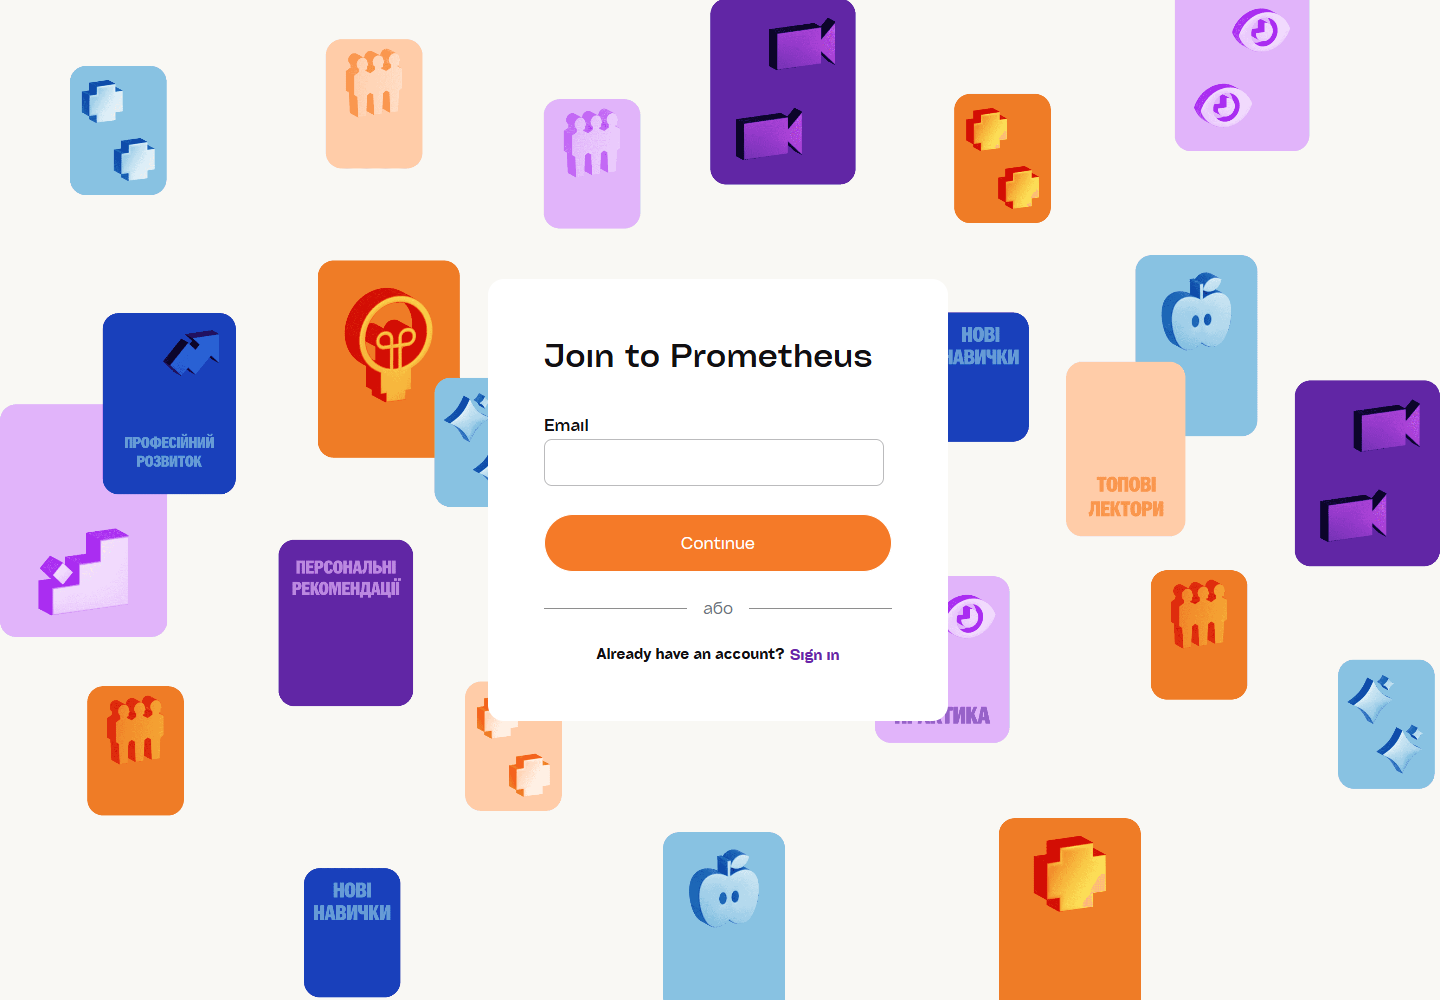 НОВІ
НАВИЧКИ
Join to Prometheus
Email
ПРОФЕСІЙНИЙ
РОЗВИТОК
ТОПОВІ
ЛЕКТОРИ
Continue
ПЕРСОНАЛЬНІ
РЕКОМЕНДАЦІЇ
або
Already have an account? Sign in
НОВІ
НАВИЧКИ